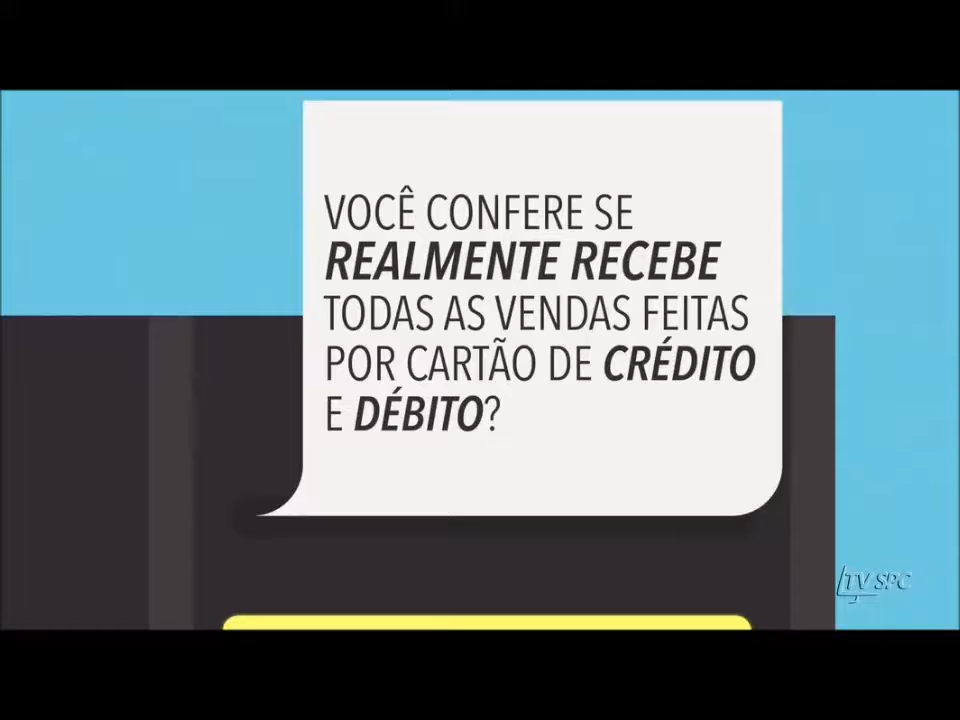 VOCÊ CONFERE SE
REALMENTE RECEBE
TODAS AS VENDAS FEITAS
POR CARTÃO DE CRÉDITO
E DÉBITO?
TV SPC